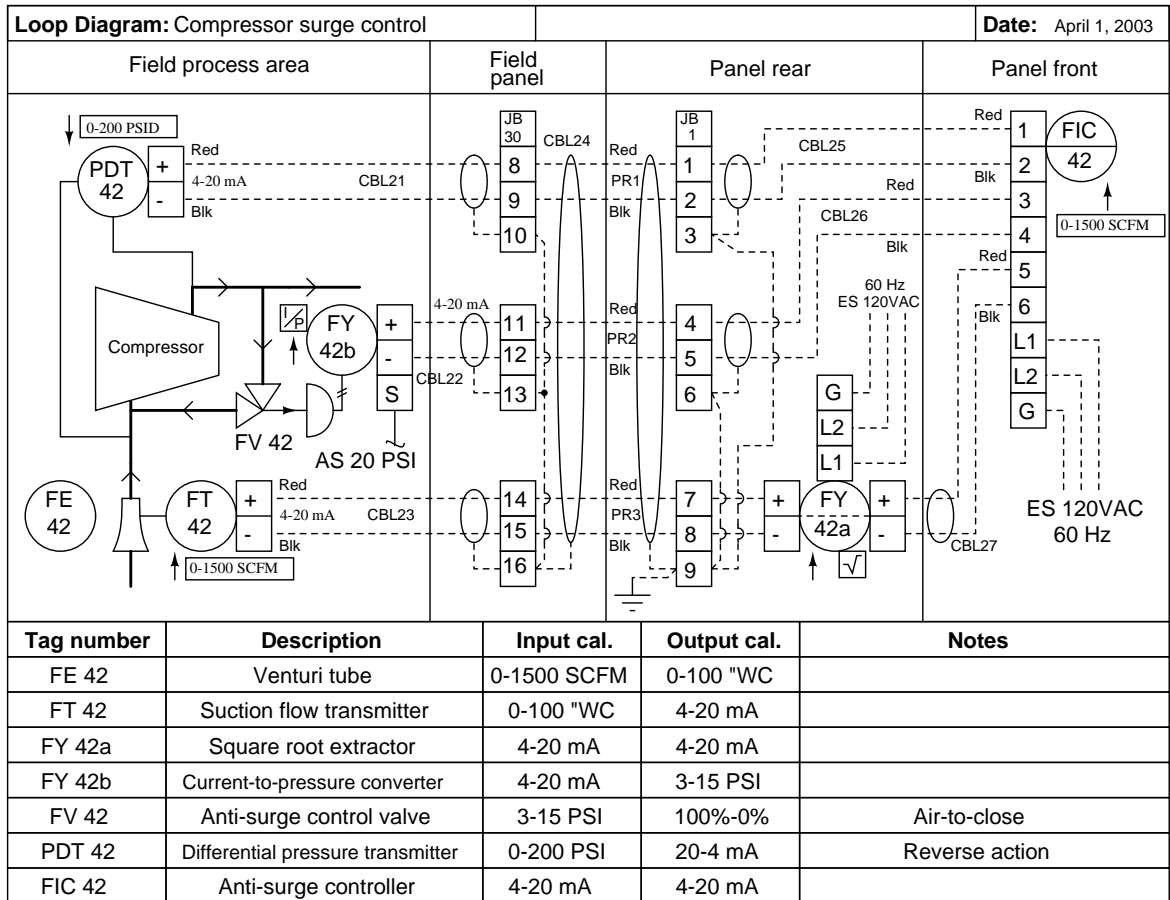 Loop Diagram: Compressor surge control
Date: April 1, 2003
Field process area
Field panel
Panel rear
Panel front
0-200 PSID
PDT 42
+
-
Red
4-20 mA
Blk
CBL21
JB 30
8
9
10
CBL24
Red
PR1
Blk
JB 1
1
2
3
CBL25
Red
Blk
Red
CBL26
Blk
Red
Blk
1
2
3
4
5
6
L1
L2
G
FIC 42
0-1500 SCFM
Compressor
I/P
FY 42b
+
-
S
4-20 mA
CBL22
11
12
13
Red
PR2
Blk
4
5
6
60 Hz
ES 120VAC
G
L2
L1
FV 42
AS 20 PSI
FE 42
FT 42
+
-
Red
4-20 mA
CBL23
Blk
0-1500 SCFM
14
15
16
Red
PR3
Blk
7
8
9
+
-
FY 42a
+
-
√
CBL27
ES 120VAC
60 Hz
Tag number Description Input cal. Output cal. Notes
FE 42 Venturi tube 0-1500 SCFM 0-100 "WC
FT 42 Suction flow transmitter 0-100 "WC 4-20 mA
FY 42a Square root extractor 4-20 mA 4-20 mA
FY 42b Current-to-pressure converter 4-20 mA 3-15 PSI
FV 42 Anti-surge control valve 3-15 PSI 100%-0% Air-to-close
PDT 42 Differential pressure transmitter 0-200 PSI 20-4 mA Reverse action
FIC 42 Anti-surge controller 4-20 mA 4-20 mA